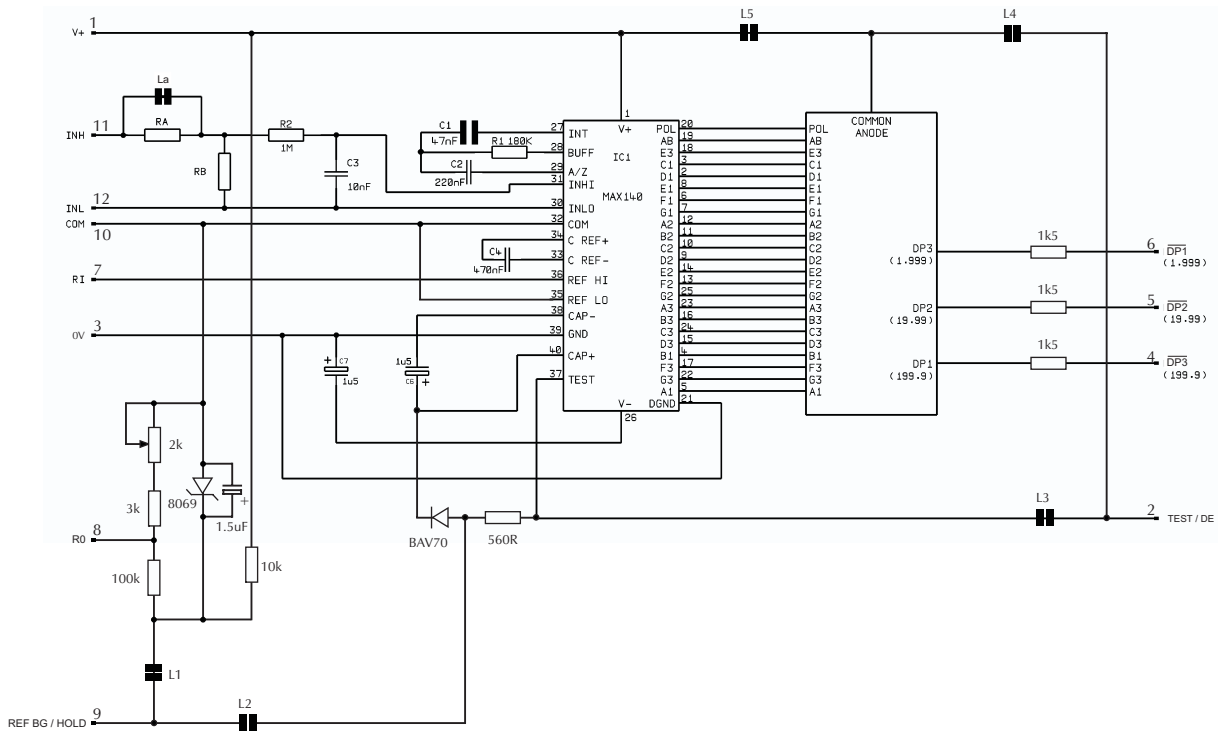 L5
L4
V+ 1
La
INH 11
RA
R2
1M
RB
C3
10nF
C1
47nF
R1 180K
C2
220nF
INL 12
COM
10
C4
470nF
RI 7
0V 3
C7
1u5
1u5
C6
1
V+
IC1
MAX140
27 INT
28 BUFF
29 A/Z
31 INHI
30 INLO
32 COM
34 C REF+
33 C REF-
36 REF HI
35 REF LO
38 CAP-
39 GND
40 CAP+
37 TEST
V-
26
POL 20 POL
AB 19 AB
E3 18 E3
C1 3 C1
D1 2 D1
E1 8 E1
F1 6 F1
G1 7 G1
A2 12 A2
B2 11 B2
C2 10 C2
D2 9 D2
E2 14 E2
F2 13 F2
G2 25 G2
A3 23 A3
B3 16 B3
C3 24 C3
D3 15 D3
B1 4 B1
F3 17 F3
G3 22 G3
A1 5 A1
DGND 21
COMMON
ANODE
DP3
(1.999)
1k5
6 DP1
(1.999)
DP2
(19.99)
1k5
5 DP2
(19.99)
DP1
(199.9)
1k5
4 DP3
(199.9)
2k
3k
8069
+
1.5uF
R0 8
100k
10k
BAV70
560R
L3
2 TEST / DE
L1
L2
REF BG / HOLD 9